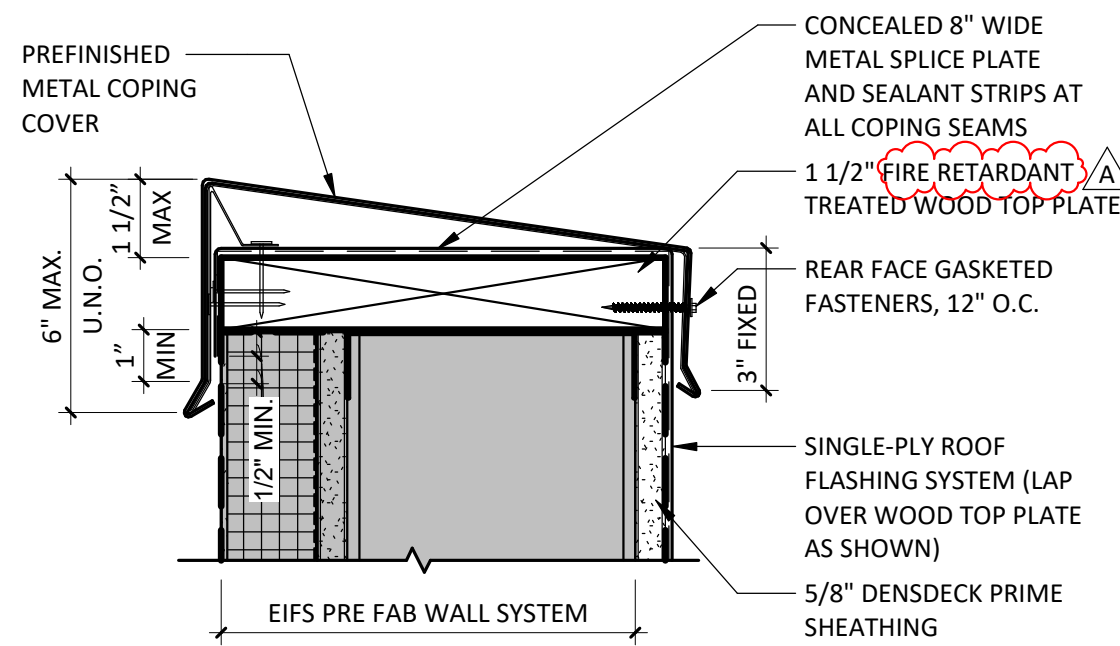 PREFINISHED
METAL COPING
COVER
CONCEALED 8" WIDE
METAL SPLICE PLATE
AND SEALANT STRIPS AT
ALL COPING SEAMS
1 1/2" FIRE RETARDANT
A
TREATED WOOD TOP PLATE
REAR FACE GASKETED
FASTENERS, 12" O.C.
SINGLE-PLY ROOF
FLASHING SYSTEM (LAP
OVER WOOD TOP PLATE
AS SHOWN)
5/8" DENSDECK PRIME
SHEATHING
6" MAX.
U.N.O.
1 1/2”
MAX
1”
MIN
1/2" MIN.
3" FIXED
EIFS PRE FAB WALL SYSTEM